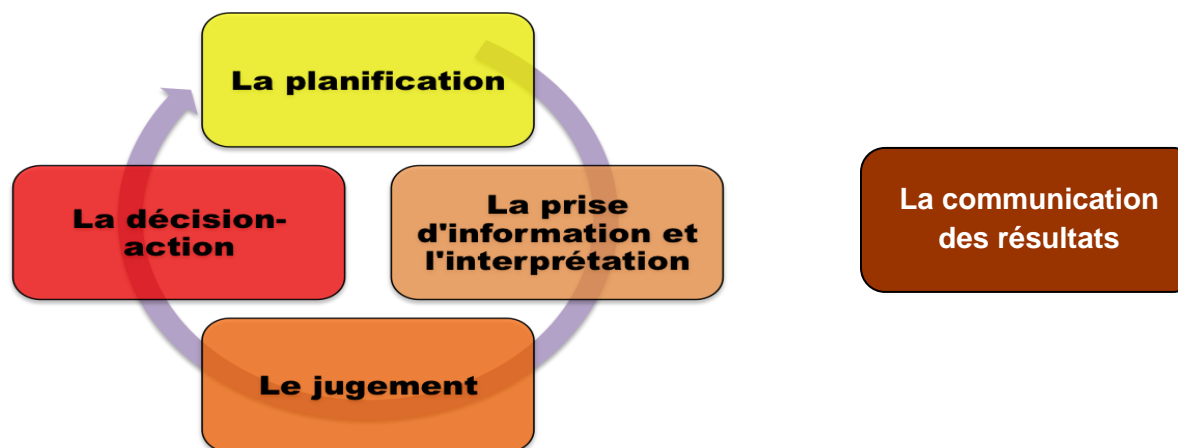 La planification
La prise
d'information et
l'interprétation
Le jugement
La décision-
action
La communication
des résultats